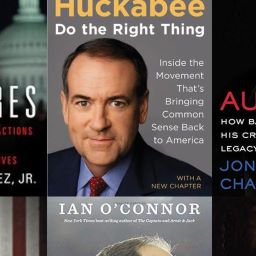 Huckabee
Do the Right Thing
Inside the
Movement
That's
Bringing
Common
Sense Back
to America
WITH A
NEW CHAPTER
RES
ACTIONS
VES
EZ, JR.
AU
HOW BA
HIS CR
LEGACY
JON
CHA
IAN O'CONNOR
New York Times best-selling author of The Captain and Arnie & Jack